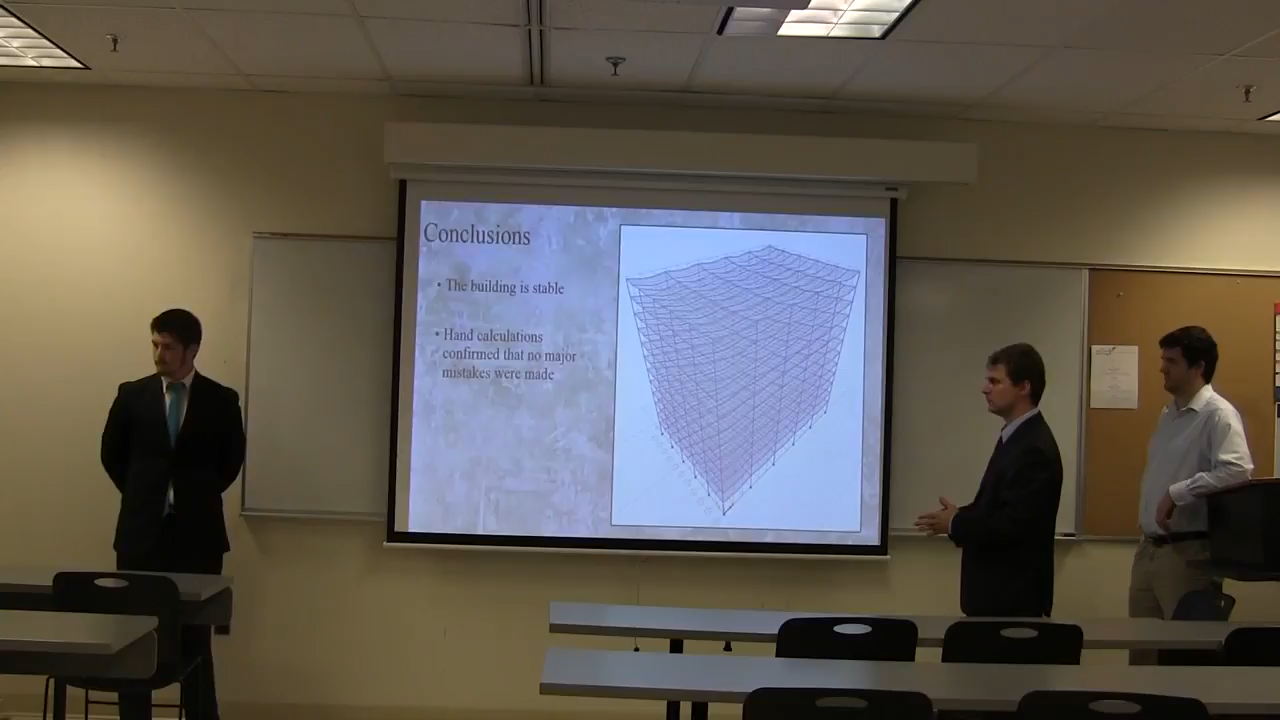 Conclusions
• The building is stable
• Hand calculations
confirmed that no major
mistakes were made